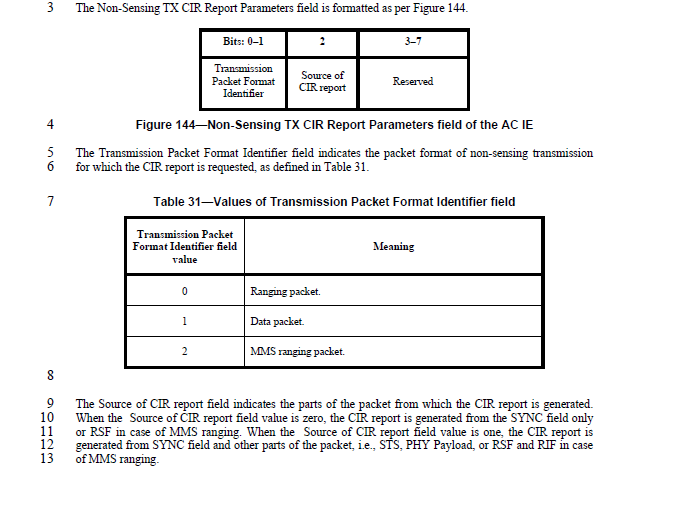 3 The Non-Sensing TX CIR Report Parameters field is formatted as per Figure 144.
Bits: 0–1 2 3–7
Transmission
Packet Format
Identifier
Source of
CIR report
Reserved
4 Figure 144—Non-Sensing TX CIR Report Parameters field of the AC IE
5 The Transmission Packet Format Identifier field indicates the packet format of non-sensing transmission
6 for which the CIR report is requested, as defined in Table 31.
7 Table 31—Values of Transmission Packet Format Identifier field
Transmission Packet
Format Identifier field
value
Meaning
0 Ranging packet.
1 Data packet.
2 MMS ranging packet.
8
9 The Source of CIR report field indicates the parts of the packet from which the CIR report is generated.
10 When the Source of CIR report field value is zero, the CIR report is generated from the SYNC field only
11 or RSF in case of MMS ranging. When the Source of CIR report field value is one, the CIR report is
12 generated from SYNC field and other parts of the packet, i.e., STS, PHY Payload, or RSF and RIF in case
13 of MMS ranging.